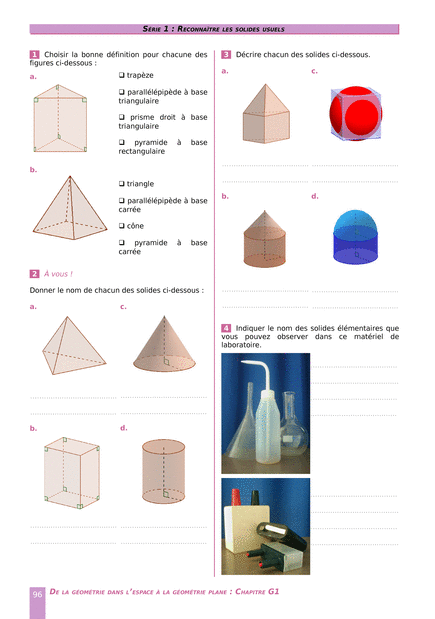 Série 1 : Reconnaître les solides usuels
1 Choisir la bonne définition pour chacune des
figures ci-dessous :
a.
❑ trapèze
❑ parallélépipède à base
triangulaire
❑ prisme droit à base
triangulaire
❑ pyramide à base
rectangulaire
b.
❑ triangle
❑ parallélépipède à base
carrée
❑ cône
❑ pyramide à base
carrée
2 À vous !
Donner le nom de chacun des solides ci-dessous :
a.
c.
b.
d.
3 Décrire chacun des solides ci-dessous.
a.
c.
b.
d.
4 Indiquer le nom des solides élémentaires que
vous pouvez observer dans ce matériel de
laboratoire.
96 De la géométrie dans l'espace à la géométrie plane : Chapitre G1